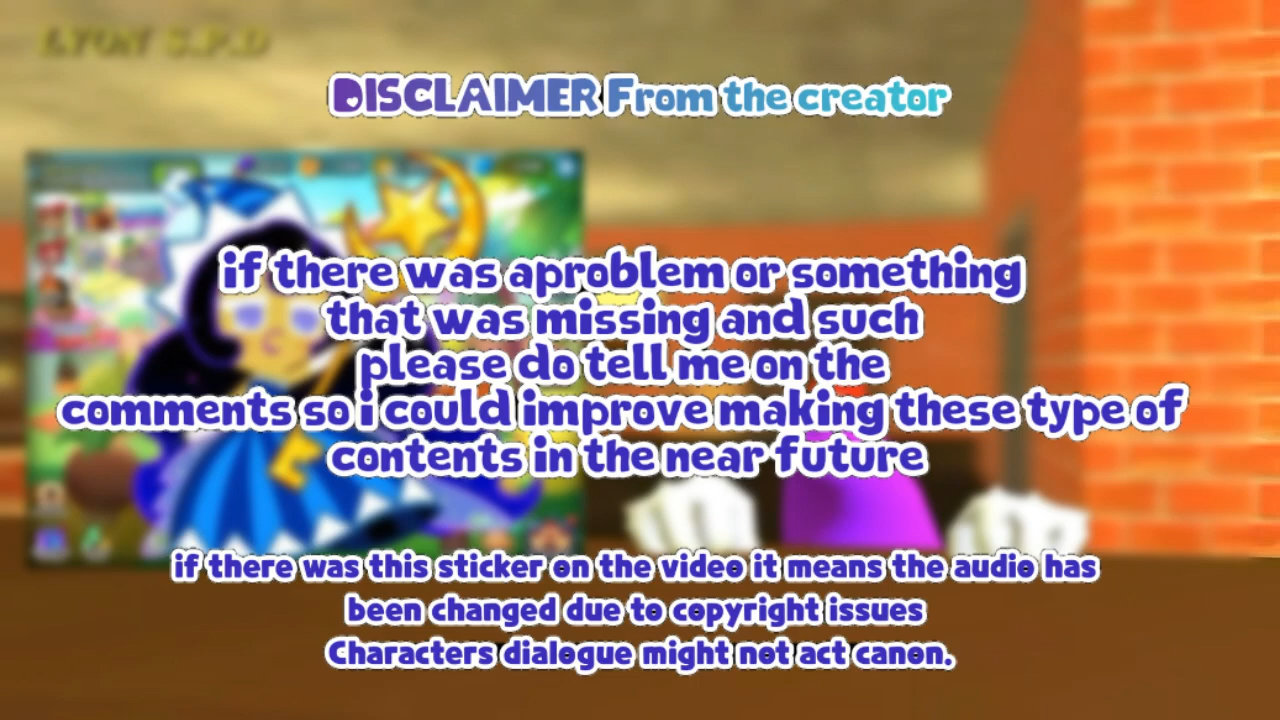 LYON S.P.D
DISCLAIMER From the creator
if there was aproblem or something
that was missing and such
please do tell me on the
comments so i could improve making these type of
contents in the near future
if there was this sticker on the video it means the audio has
been changed due to copyright issues
Characters dialogue might not act canon.